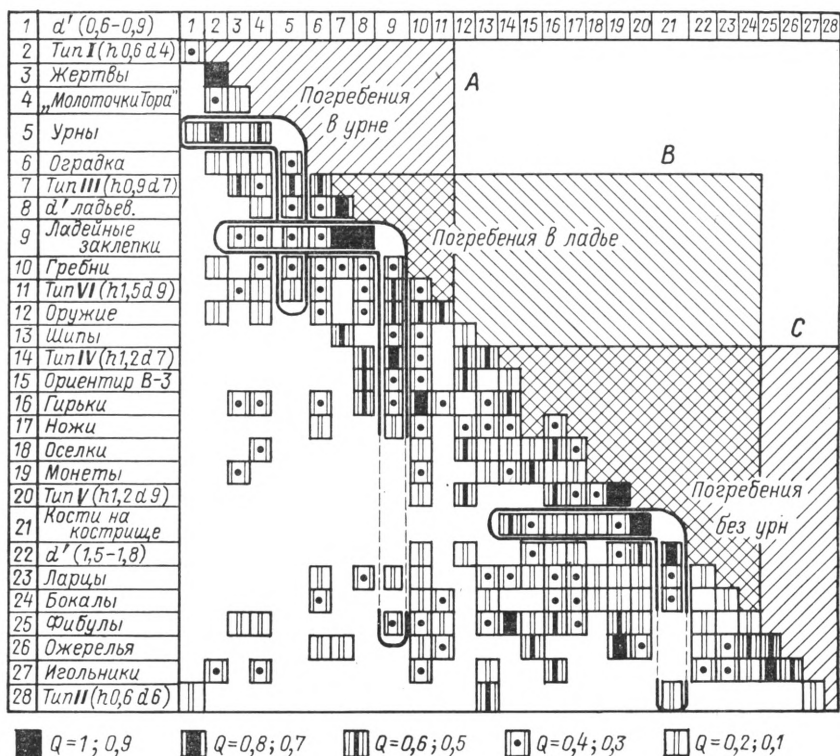 1 d' (0,6-0,9) 1 2 3 4 5 6 7 8 9 10 11 12 13 14 15 16 17 18 19 20 21 22 23 24 25 26 27 28
2 Тип I (h 0,6 d 4)
3 Жертвы
4 „Молоточки Тора"
5 Урны
6 Оградка
7 Тип III (h 0,9 d 7)
8 d' ладьев.
9 Ладейные
заклепки
10 Гребни
11 Тип VI (h 1,5 d 9)
12 Оружие
13 Шипы
14 Тип IV (h 1,2 d 7)
15 Ориентир В-З
16 Гирьки
17 Ножи
18 Оселки
19 Монеты
20 Тип V (h 1,2 d 9)
21 Кости на
кострище
22 d' (1,5-1,8)
23 Ларцы
24 Бокалы
25 Фибулы
26 Ожерелья
27 Игольники
28 Тип II (h 0,6 d 6)
Погребения
в урне
A
B
Погребения в ладье
C
Погребения
без урн
Q=1; 0,9 Q=0,8; 0,7 Q=0,6; 0,5 Q=0,4; 0,3 Q=0,2; 0,1